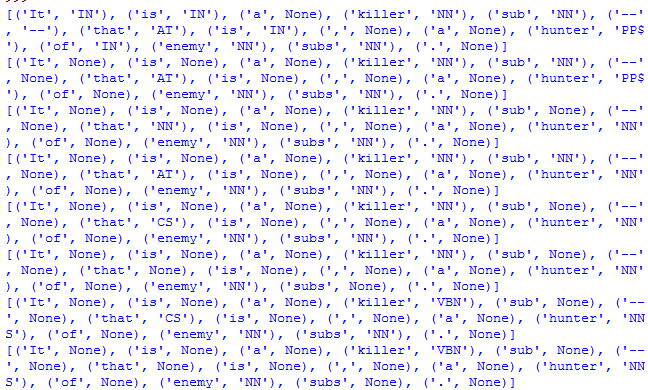 [('It', 'IN'), ('is', 'IN'), ('a', None), ('killer', 'NN'), ('sub', 'NN'), ('--'
, '--'), ('that', 'AT'), ('is', 'IN'), (',', None), ('a', None), ('hunter', 'PP$
'), ('of', 'IN'), ('enemy', 'NN'), ('subs', 'NN'), ('.', None)]
[('It', None), ('is', None), ('a', None), ('killer', 'NN'), ('sub', 'NN'), ('--'
, None), ('that', 'AT'), ('is', None), (',', None), ('a', None), ('hunter', 'PP$
'), ('of', None), ('enemy', 'NN'), ('subs', 'NN'), ('.', None)]
[('It', None), ('is', None), ('a', None), ('killer', 'NN'), ('sub', None), ('--'
, None), ('that', 'NN'), ('is', None), (',', None), ('a', None), ('hunter', 'NN'
), ('of', None), ('enemy', 'NN'), ('subs', 'NN'), ('.', None)]
[('It', None), ('is', None), ('a', None), ('killer', 'NN'), ('sub', 'NN'), ('--'
, None), ('that', 'AT'), ('is', None), (',', None), ('a', None), ('hunter', 'NN'
), ('of', None), ('enemy', 'NN'), ('subs', 'NN'), ('.', None)]
[('It', None), ('is', None), ('a', None), ('killer', 'NN'), ('sub', None), ('--'
, None), ('that', 'CS'), ('is', None), (',', None), ('a', None), ('hunter', 'NN'
), ('of', None), ('enemy', 'NN'), ('subs', 'NN'), ('.', None)]
[('It', None), ('is', None), ('a', None), ('killer', 'NN'), ('sub', None), ('--'
, None), ('that', None), ('is', None), (',', None), ('a', None), ('hunter', 'NN'
), ('of', None), ('enemy', 'NN'), ('subs', None), ('.', None)]
[('It', None), ('is', None), ('a', None), ('killer', 'VBN'), ('sub', None), ('--
', None), ('that', 'CS'), ('is', None), (',', None), ('a', None), ('hunter', 'NN
S'), ('of', None), ('enemy', 'NN'), ('subs', 'NN'), ('.', None)]
[('It', None), ('is', None), ('a', None), ('killer', 'VBN'), ('sub', None), ('--
', None), ('that', None), ('is', None), (',', None), ('a', None), ('hunter', 'NN
S'), ('of', None), ('enemy', 'NN'), ('subs', None), ('.', None)]